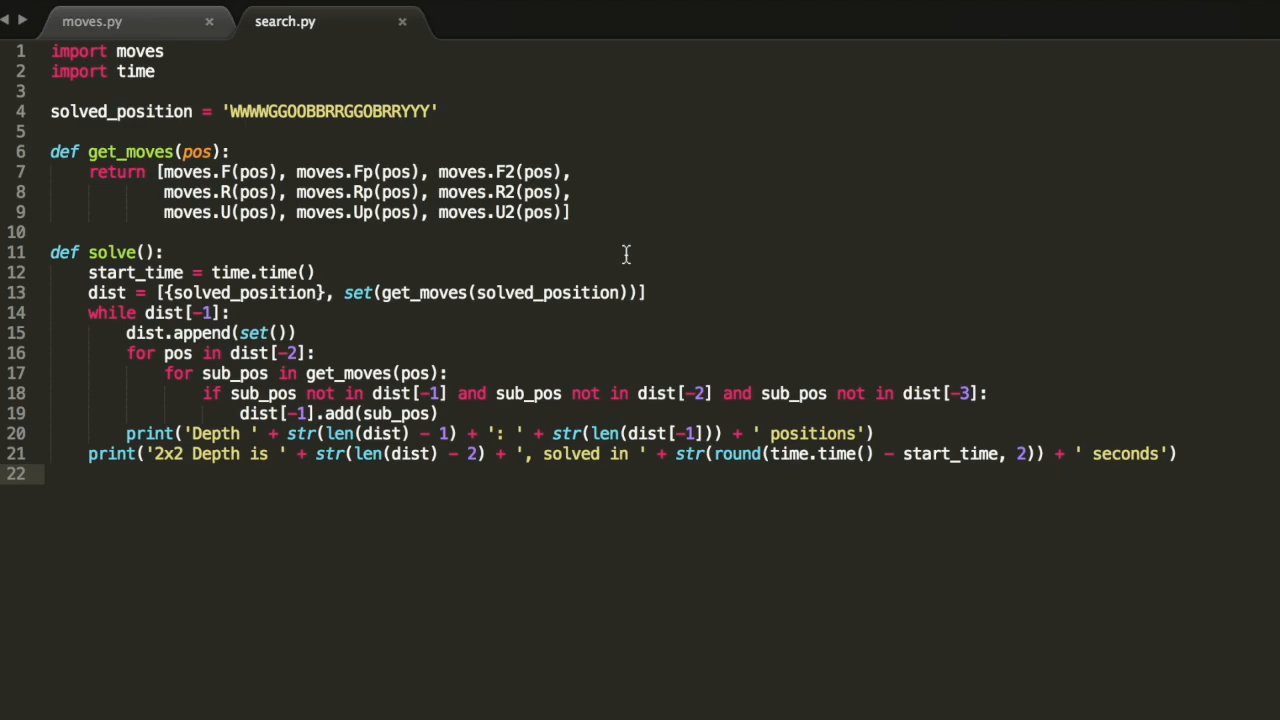 moves.py × search.py ×
1 import moves
2 import time
3
4 solved_position = 'WWWWGGOOBBRRGGOBRRYYY'
5
6 def get_moves(pos):
7 return [moves.F(pos), moves.Fp(pos), moves.F2(pos),
8 moves.R(pos), moves.Rp(pos), moves.R2(pos),
9 moves.U(pos), moves.Up(pos), moves.U2(pos)]
10
11 def solve():
12 start_time = time.time()
13 dist = [{solved_position}, set(get_moves(solved_position))]
14 while dist[-1]:
15 dist.append(set())
16 for pos in dist[-2]:
17 for sub_pos in get_moves(pos):
18 if sub_pos not in dist[-1] and sub_pos not in dist[-2] and sub_pos not in dist[-3]:
19 dist[-1].add(sub_pos)
20 print('Depth ' + str(len(dist) - 1) + ': ' + str(len(dist[-1])) + ' positions')
21 print('2x2 Depth is ' + str(len(dist) - 2) + ', solved in ' + str(round(time.time() - start_time, 2)) + ' seconds')
22